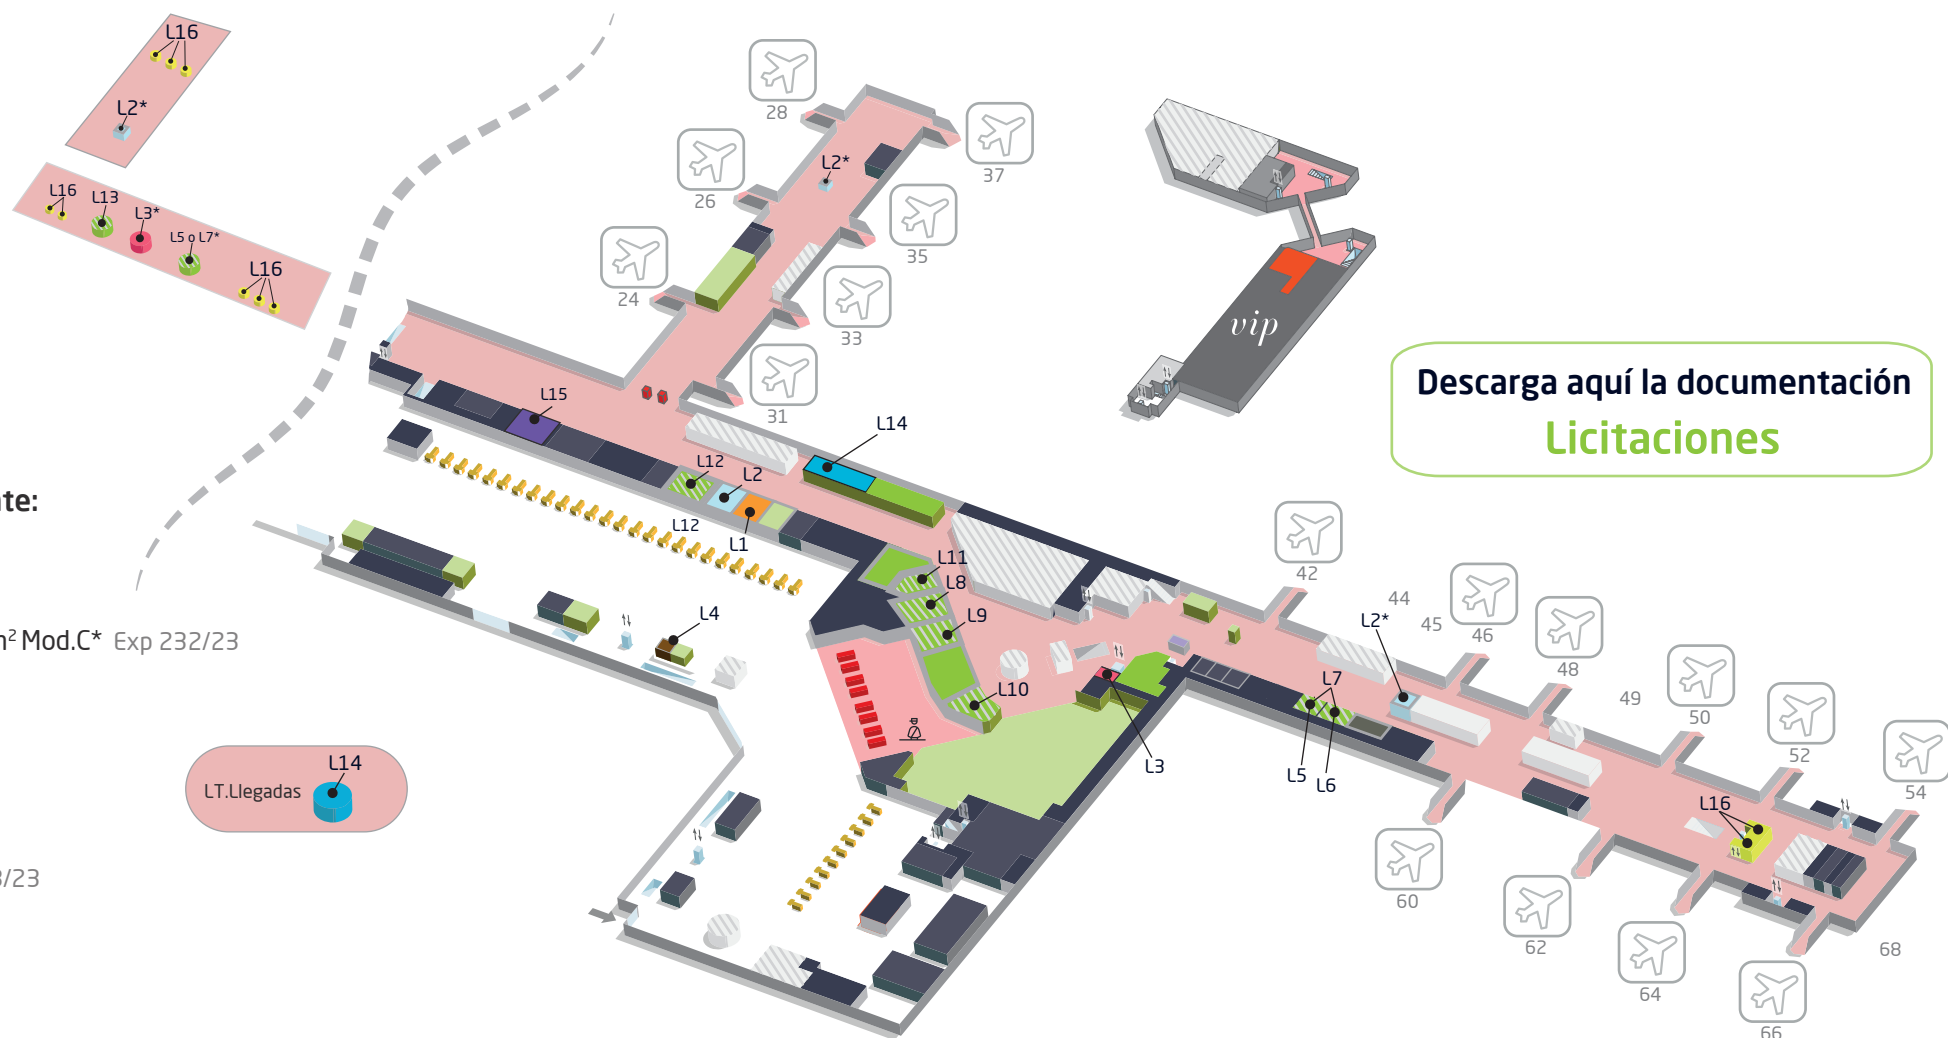 L16
L2*
L16
L13
L3*
L5 o L7*
L16
28
26
24
L2*
37
35
33
31
vip
Descarga aquí la documentación
Licitaciones
L15
L14
L12
L2
L12
L1
nte:
L11
L8
L9
L10
L4
m² Mod.C* Exp 232/23
42
44
L2*
45
46
48
49
50
52
54
L7
L3
L5
L6
L16
LT.Llegadas
L14
3/23
60
62
64
66
68